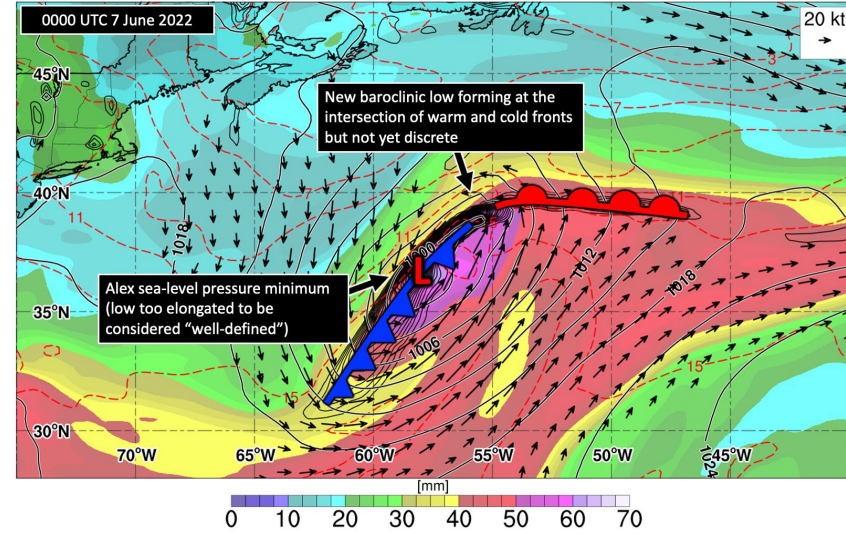 0000 UTC 7 June 2022
20 kt
45°N
3
New baroclinic low forming at the
intersection of warm and cold fronts
but not yet discrete
7
40°N
11
1018
1000
L
1012
1018
Alex sea-level pressure minimum
(low too elongated to be
considered “well-defined”)
35°N
1006
15
15
30°N
70°W
65°W
60°W
55°W
50°W
45°W
1024
[mm]
0 10 20 30 40 50 60 70